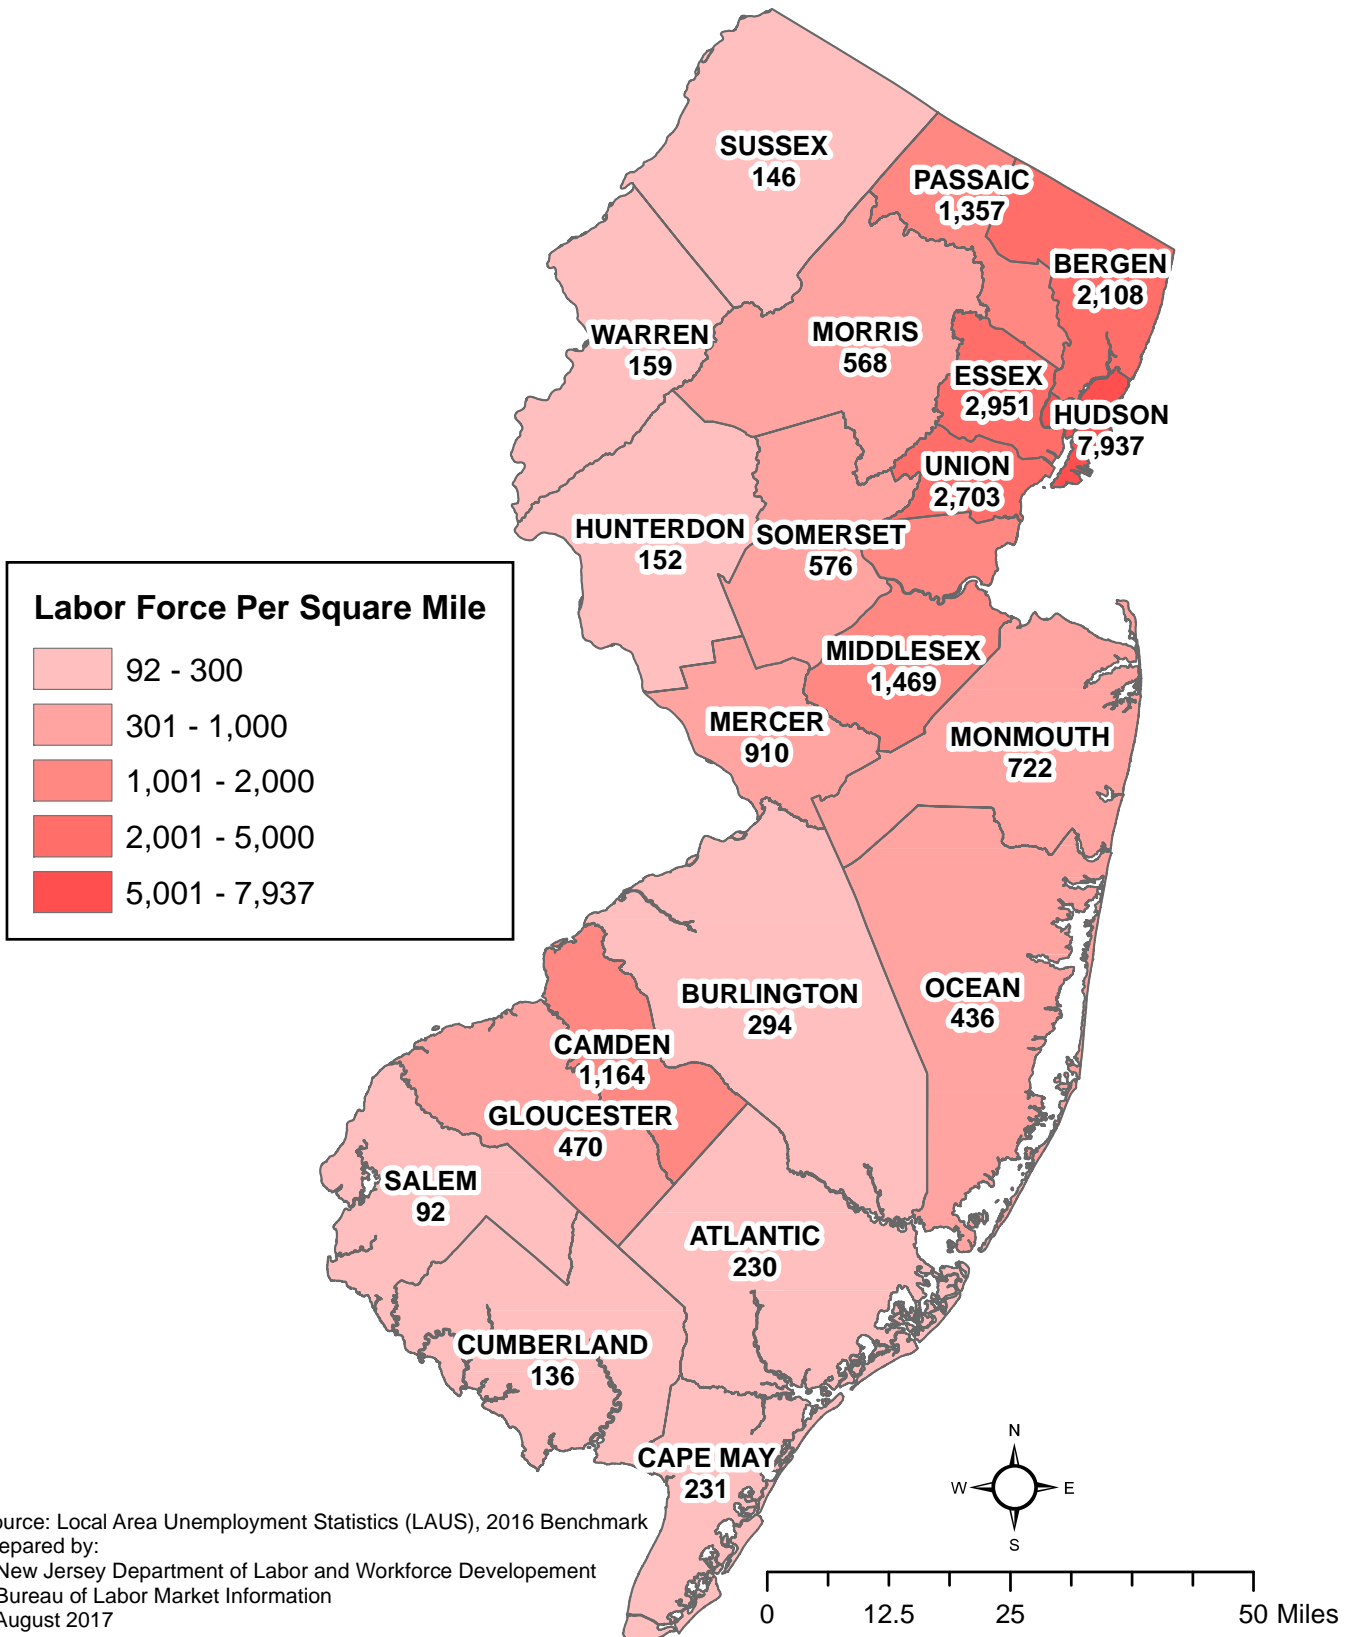 SUSSEX
146
PASSAIC
1,357
BERGEN
2,108
WARREN
159
MORRIS
568
ESSEX
2,951
HUDSON
7,937
UNION
2,703
HUNTERDON
152
SOMERSET
576
Labor Force Per Square Mile
92 - 300
301 - 1,000
1,001 - 2,000
2,001 - 5,000
5,001 - 7,937
MIDDLESEX
1,469
MERCER
910
MONMOUTH
722
BURLINGTON
294
OCEAN
436
CAMDEN
1,164
GLOUCESTER
470
SALEM
92
ATLANTIC
230
CUMBERLAND
136
CAPE MAY
231
N
W E
S
ource: Local Area Unemployment Statistics (LAUS), 2016 Benchmark
epared by:
New Jersey Department of Labor and Workforce Developement
Bureau of Labor Market Information
August 2017
0 12.5 25 50 Miles